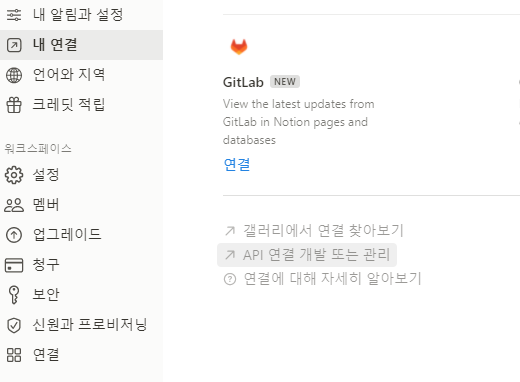 내 알림과 설정
내 연결
언어와 지역
크레딧 적립
워크스페이스
설정
멤버
업그레이드
청구
보안
신원과 프로비저닝
연결
GitLab NEW
View the latest updates from
GitLab in Notion pages and
databases
연결
갤러리에서 연결 찾아보기
API 연결 개발 또는 관리
연결에 대해 자세히 알아보기